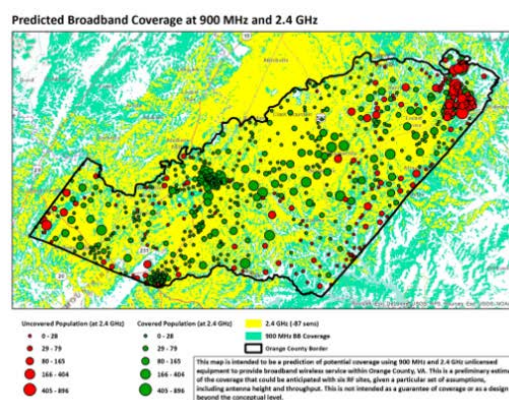 Predicted Broadband Coverage at 900 MHz and 2.4 GHz
Uncovered Population (at 2.4 GHz)
0 - 28
29 - 79
80 - 165
166 - 404
405 - 896
Covered Population (at 2.4 GHz)
0 - 28
29 - 79
80 - 165
166 - 404
405 - 896
2.4 GHz (-87 sens)
900 MHz BB Coverage
Orange County Border
This map is intended to be a prediction of potential coverage using 900 MHz and 2.4 GHz unlicensed
equipment to provide broadband wireless service within Orange County, VA. This is a preliminary estima
of the coverage that could be anticipated with six RF sites, given a particular set of assumptions,
including antenna height and throughput. This is not intended as a guarantee of coverage or as a design
beyond the conceptual level.